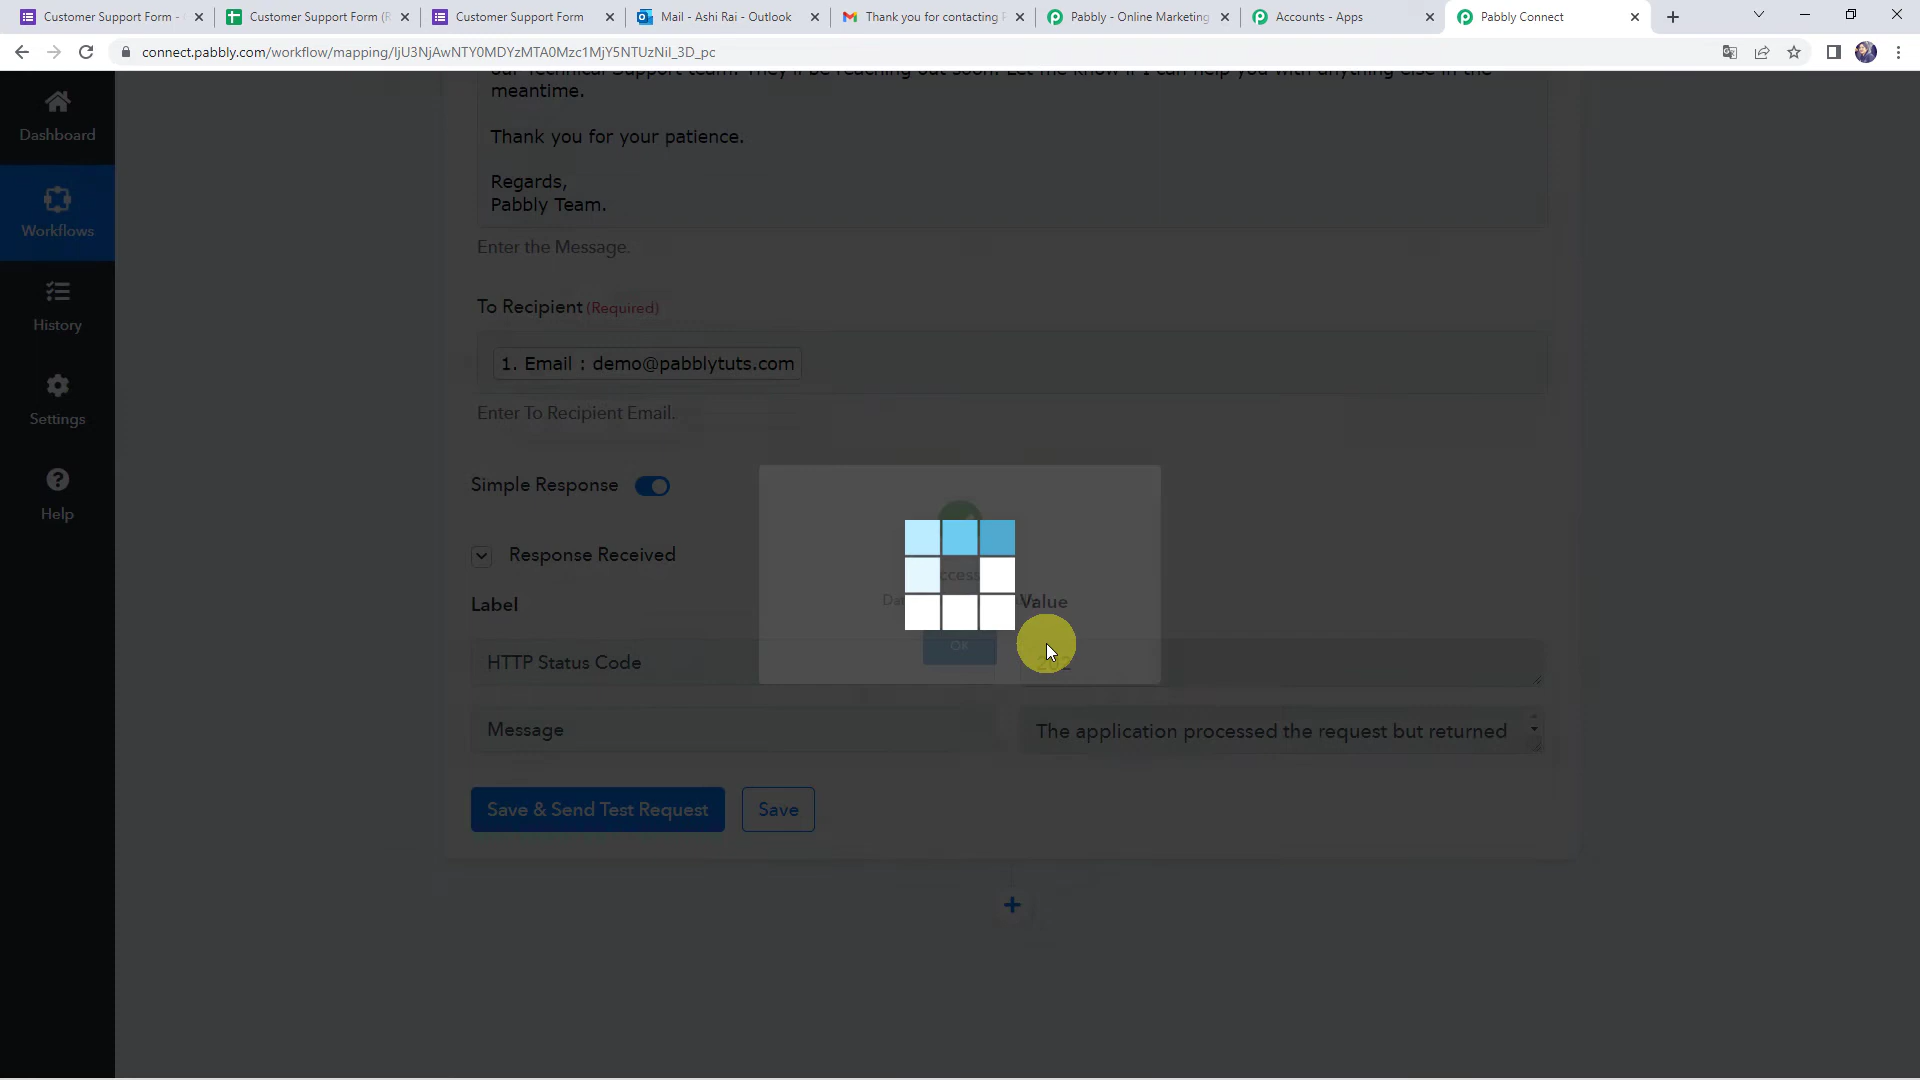 Customer Support Form -
Customer Support Form (R
Customer Support Form
Mail - Ashi Rai - Outlook
Thank you for contacting
Pabbly - Online Marketing
Accounts - Apps
Pabbly Connect
connect.pabbly.com/workflow/mapping/IjU3NjAwNTY0MDYzMTA0Mzc1MjY5NTUzNiI_3D_pc
our Technical Support team. They'll be reaching out soon. Let me know if I can help you with anything else in the
meantime.
Thank you for your patience.
Regards,
Pabbly Team.
Enter the Message.
To Recipient (Required)
1. Email : demo@pabblytuts.com
Enter To Recipient Email.
Simple Response
Response Received
Label
Value
HTTP Status Code
Message
The application processed the request but returned
Save & Send Test Request
Save
OK
Dashboard
Workflows
History
Settings
Help